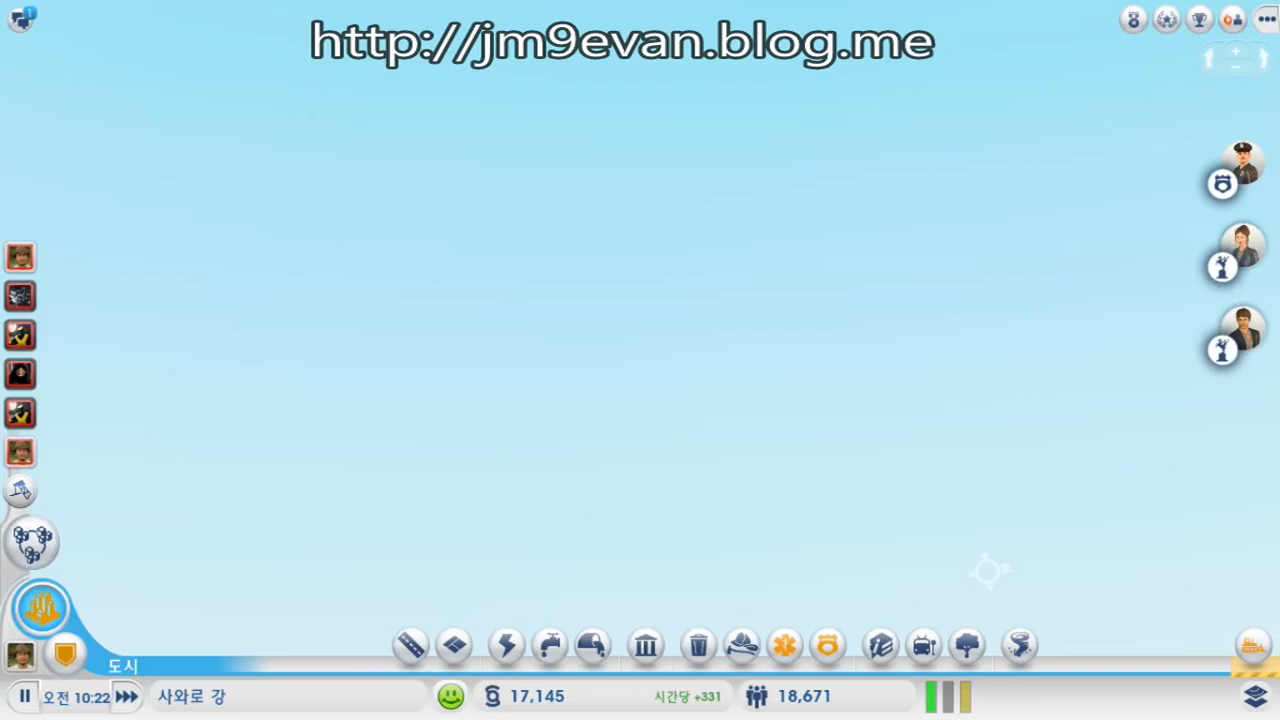 1
http://jm9evan.blog.me
도시
오전 10:22
사와로 강
17,145
시간당 +331
18,671